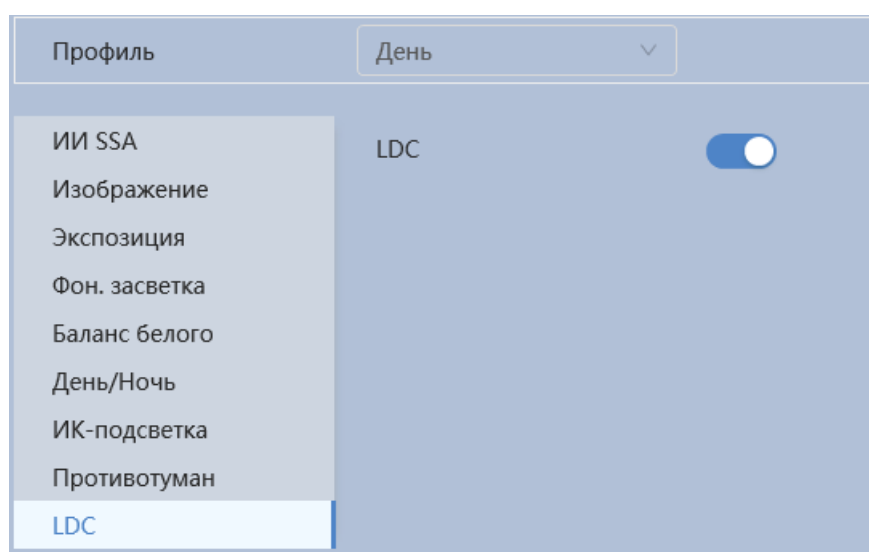 Профиль
День
ИИ SSA
Изображение
Экспозиция
Фон. засветка
Баланс белого
День/Ночь
ИК-подсветка
Противотуман
LDC
LDC